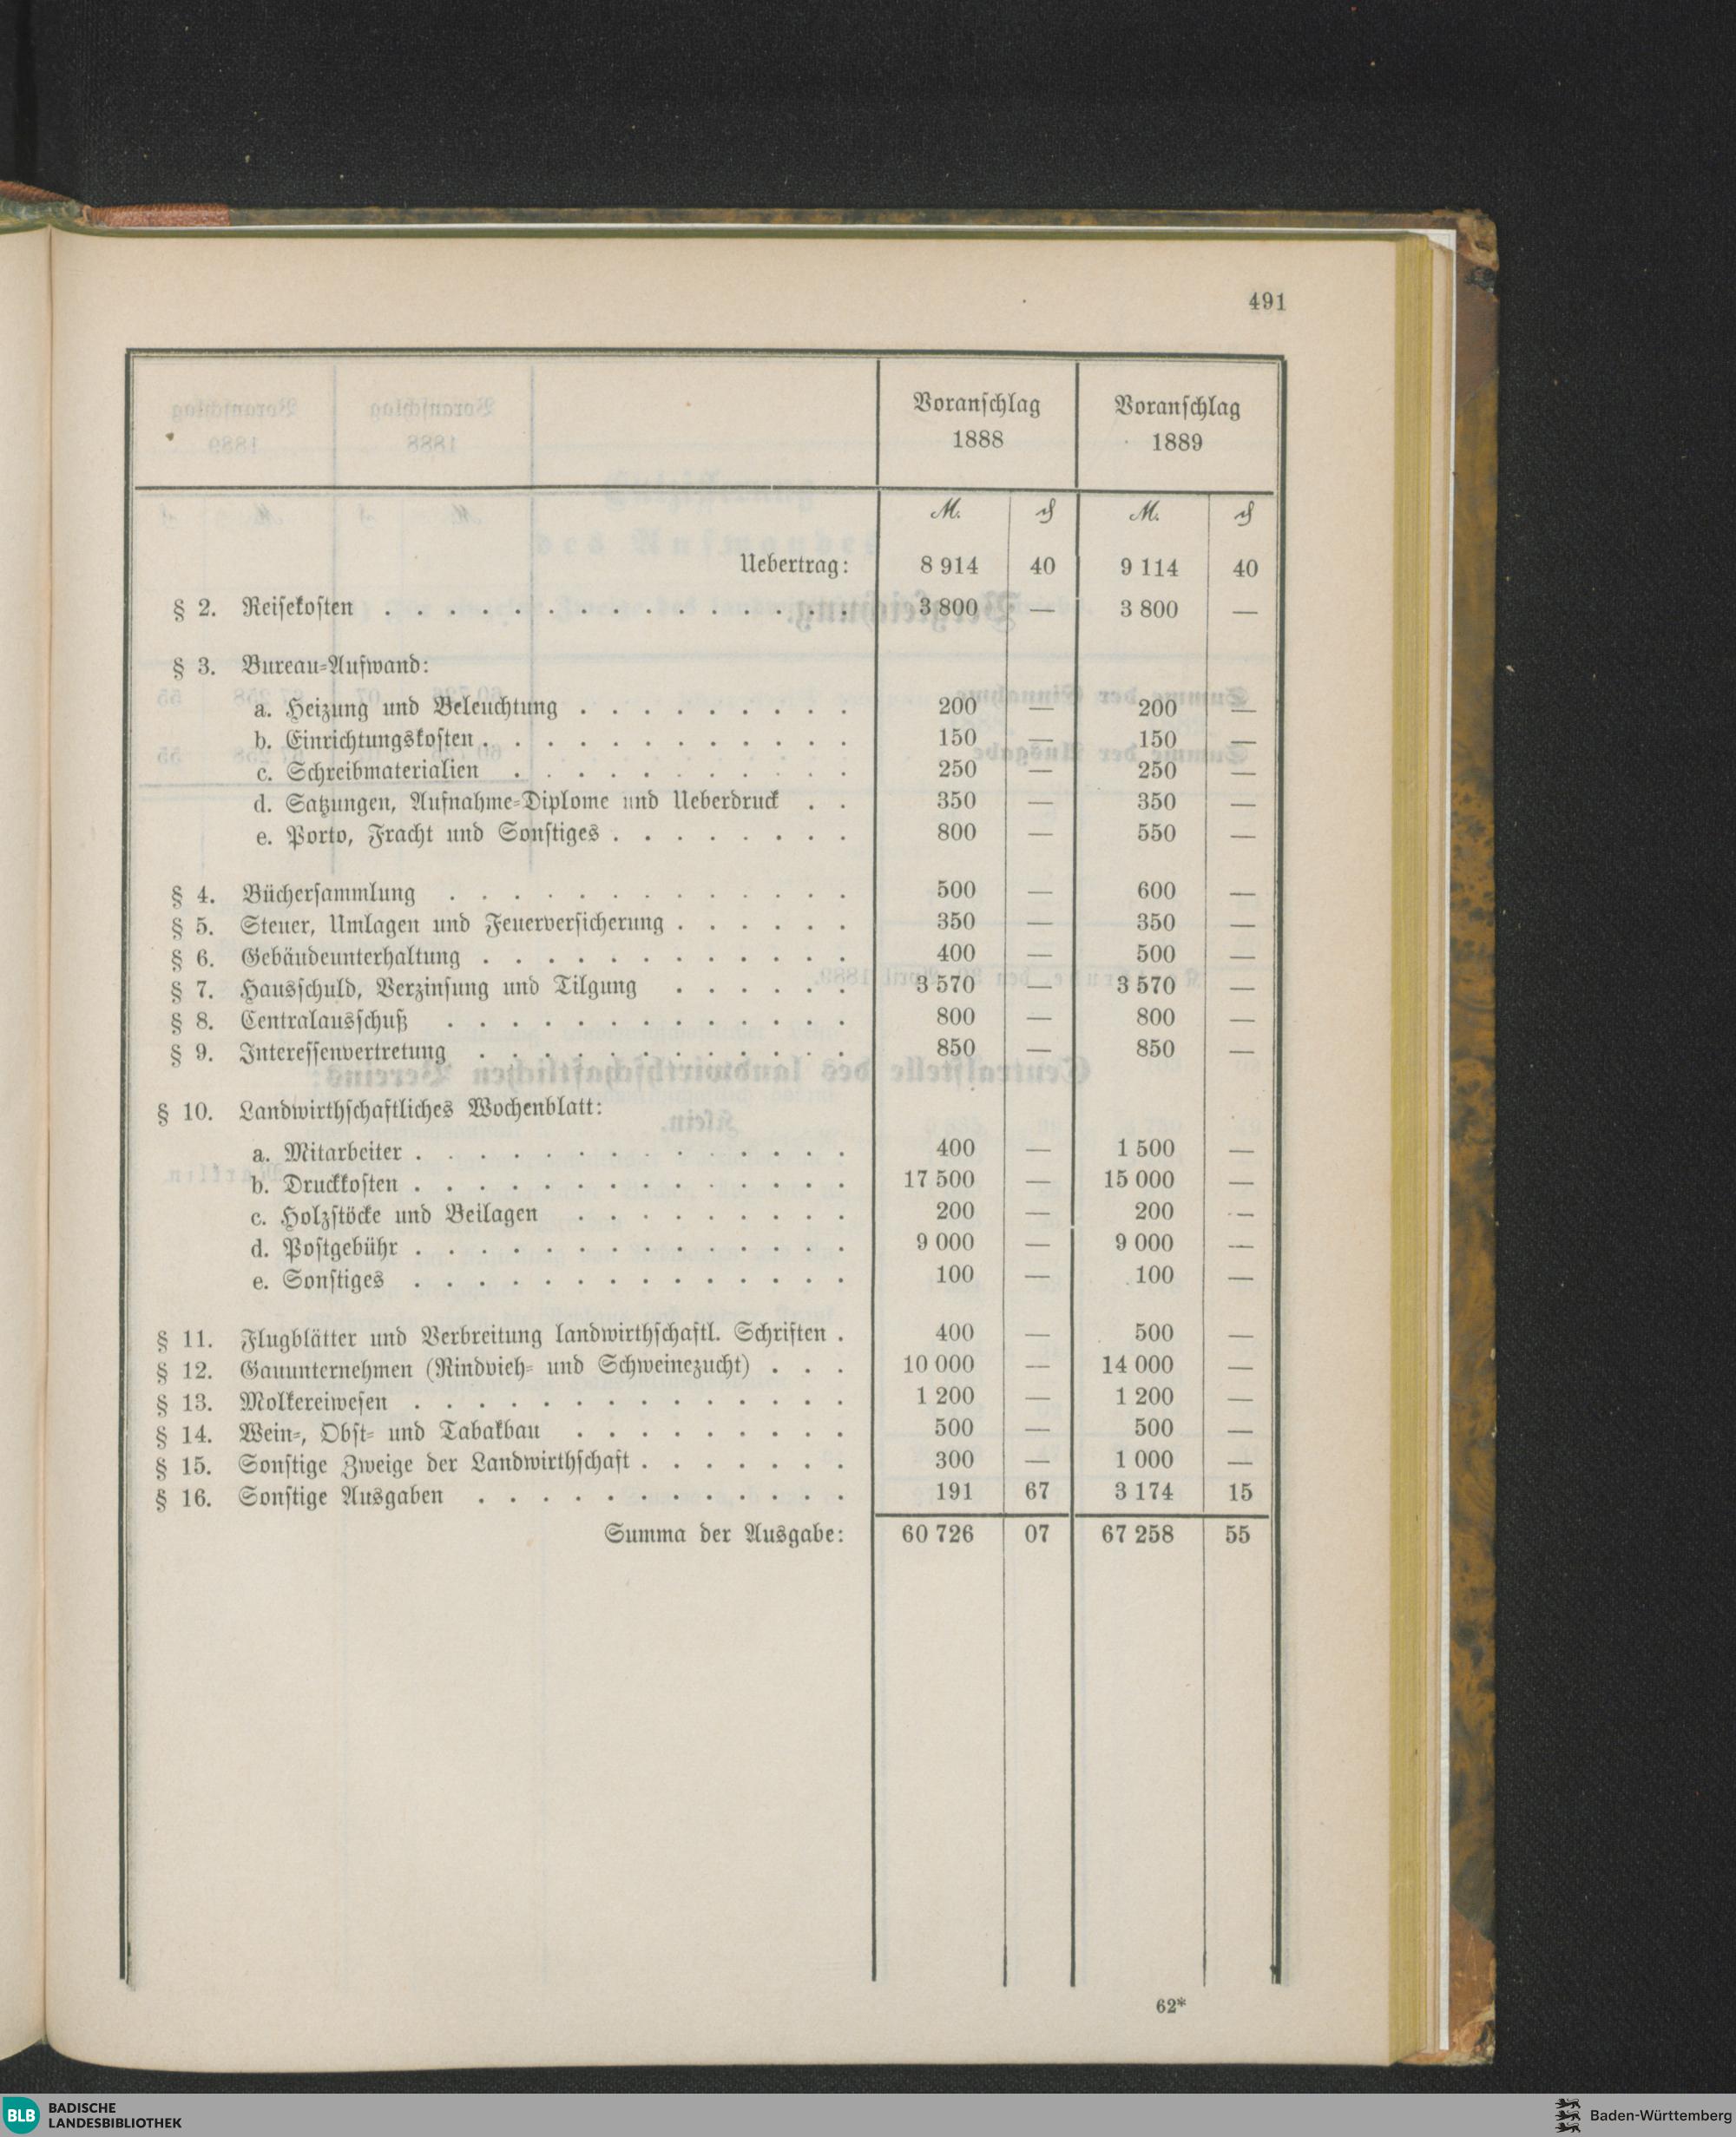 491
Voranschlag Voranschlag
1888 1889
M. ₰ M. ₰
Uebertrag: 8 914 40 9 114 40
§ 2. Reisekosten . . . . . . . . . . . . . . . 3 800 — 3 800 —
§ 3. Bureau-Aufwand:
a. Heizung und Beleuchtung . . . . . . . . . 200 — 200 —
b. Einrichtungskosten . . . . . . . . . . . . 150 — 150 —
c. Schreibmaterialien . . . . . . . . . . . 250 — 250 —
d. Satzungen, Aufnahme-Diplome und Ueberdruck . . 350 — 350 —
e. Porto, Fracht und Sonstiges . . . . . . . . 800 — 550 —
§ 4. Büchersammlung . . . . . . . . . . . . . 500 — 600 —
§ 5. Steuer, Umlagen und Feuerversicherung . . . . . . 350 — 350 —
§ 6. Gebäudeunterhaltung . . . . . . . . . . . . 400 — 500 —
§ 7. Hausschuld, Verzinsung und Tilgung . . . . . . 3 570 — 3 570 —
§ 8. Centralausschuß . . . . . . . . . . . . . 800 — 800 —
§ 9. Interessenvertretung . . . . . . . . . . . . 850 — 850 —
§ 10. Landwirthschaftliches Wochenblatt:
a. Mitarbeiter . . . . . . . . . . . . . . 400 — 1 500 —
b. Druckkosten . . . . . . . . . . . . . . 17 500 — 15 000 —
c. Holzstöcke und Beilagen . . . . . . . . . 200 — 200 —
d. Postgebühr . . . . . . . . . . . . . . 9 000 — 9 000 —
e. Sonstiges . . . . . . . . . . . . . . 100 — 100 —
§ 11. Flugblätter und Verbreitung landwirthschaftl. Schriften . 400 — 500 —
§ 12. Gauunternehmen (Rindvieh- und Schweinezucht) . . . 10 000 — 14 000 —
§ 13. Molkereiwesen . . . . . . . . . . . . . . 1 200 — 1 200 —
§ 14. Wein-, Obst- und Tabakbau . . . . . . . . . 500 — 500 —
§ 15. Sonstige Zweige der Landwirthschaft . . . . . . . 300 — 1 000 —
§ 16. Sonstige Ausgaben . . . . . . . . . . . . 191 67 3 174 15
Summa der Ausgabe: 60 726 07 67 258 55
62*
BLB BADISCHE
LANDESBIBLIOTHEK
Baden-Württemberg